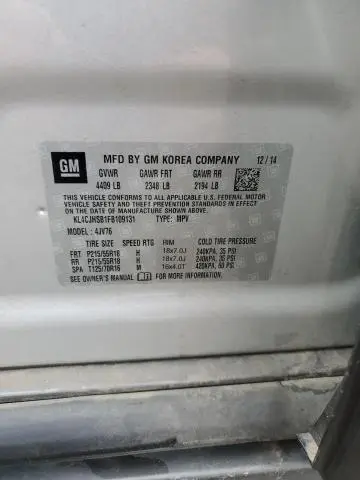 GM MFD BY GM KOREA COMPANY 12/14
GVWR GAWR FRT GAWR RR
4409 LB 2348 LB 2194 LB
THIS VEHICLE CONFORMS TO ALL APPLICABLE U.S. FEDERAL MOTOR
VEHICLE SAFETY, BUMPER, AND THEFT PREVENTION STANDARDS
IN EFFECT ON THE DATE OF MANUFACTURE SHOWN ABOVE.
KL4CJHSB1FB109131 TYPE: MPV
MODEL: 4JV76
TIRE SIZE SPEED RTG RIM COLD TIRE PRESSURE
FRT P215/55R18 H 18x7.0J 240KPA, 35 PSI
RR P215/55R18 H 18x7.0J 240KPA, 35 PSI
SPA T125/70R16 M 16x4.0T 420KPA, 60 PSI
SEE OWNER'S MANUAL FOR MORE INFORMATION.